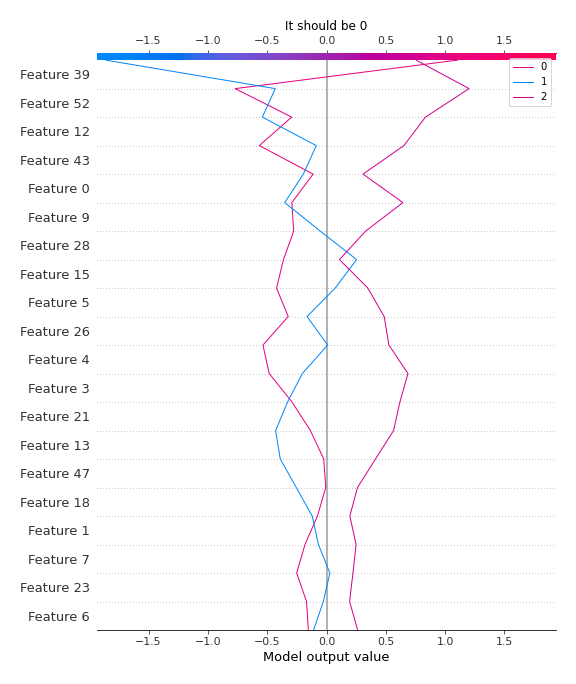 It should be 0
−1.5 −1.0 −0.5 0.0 0.5 1.0 1.5
0
1
2
Feature 39
Feature 52
Feature 12
Feature 43
Feature 0
Feature 9
Feature 28
Feature 15
Feature 5
Feature 26
Feature 4
Feature 3
Feature 21
Feature 13
Feature 47
Feature 18
Feature 1
Feature 7
Feature 23
Feature 6
−1.5 −1.0 −0.5 0.0 0.5 1.0 1.5
Model output value